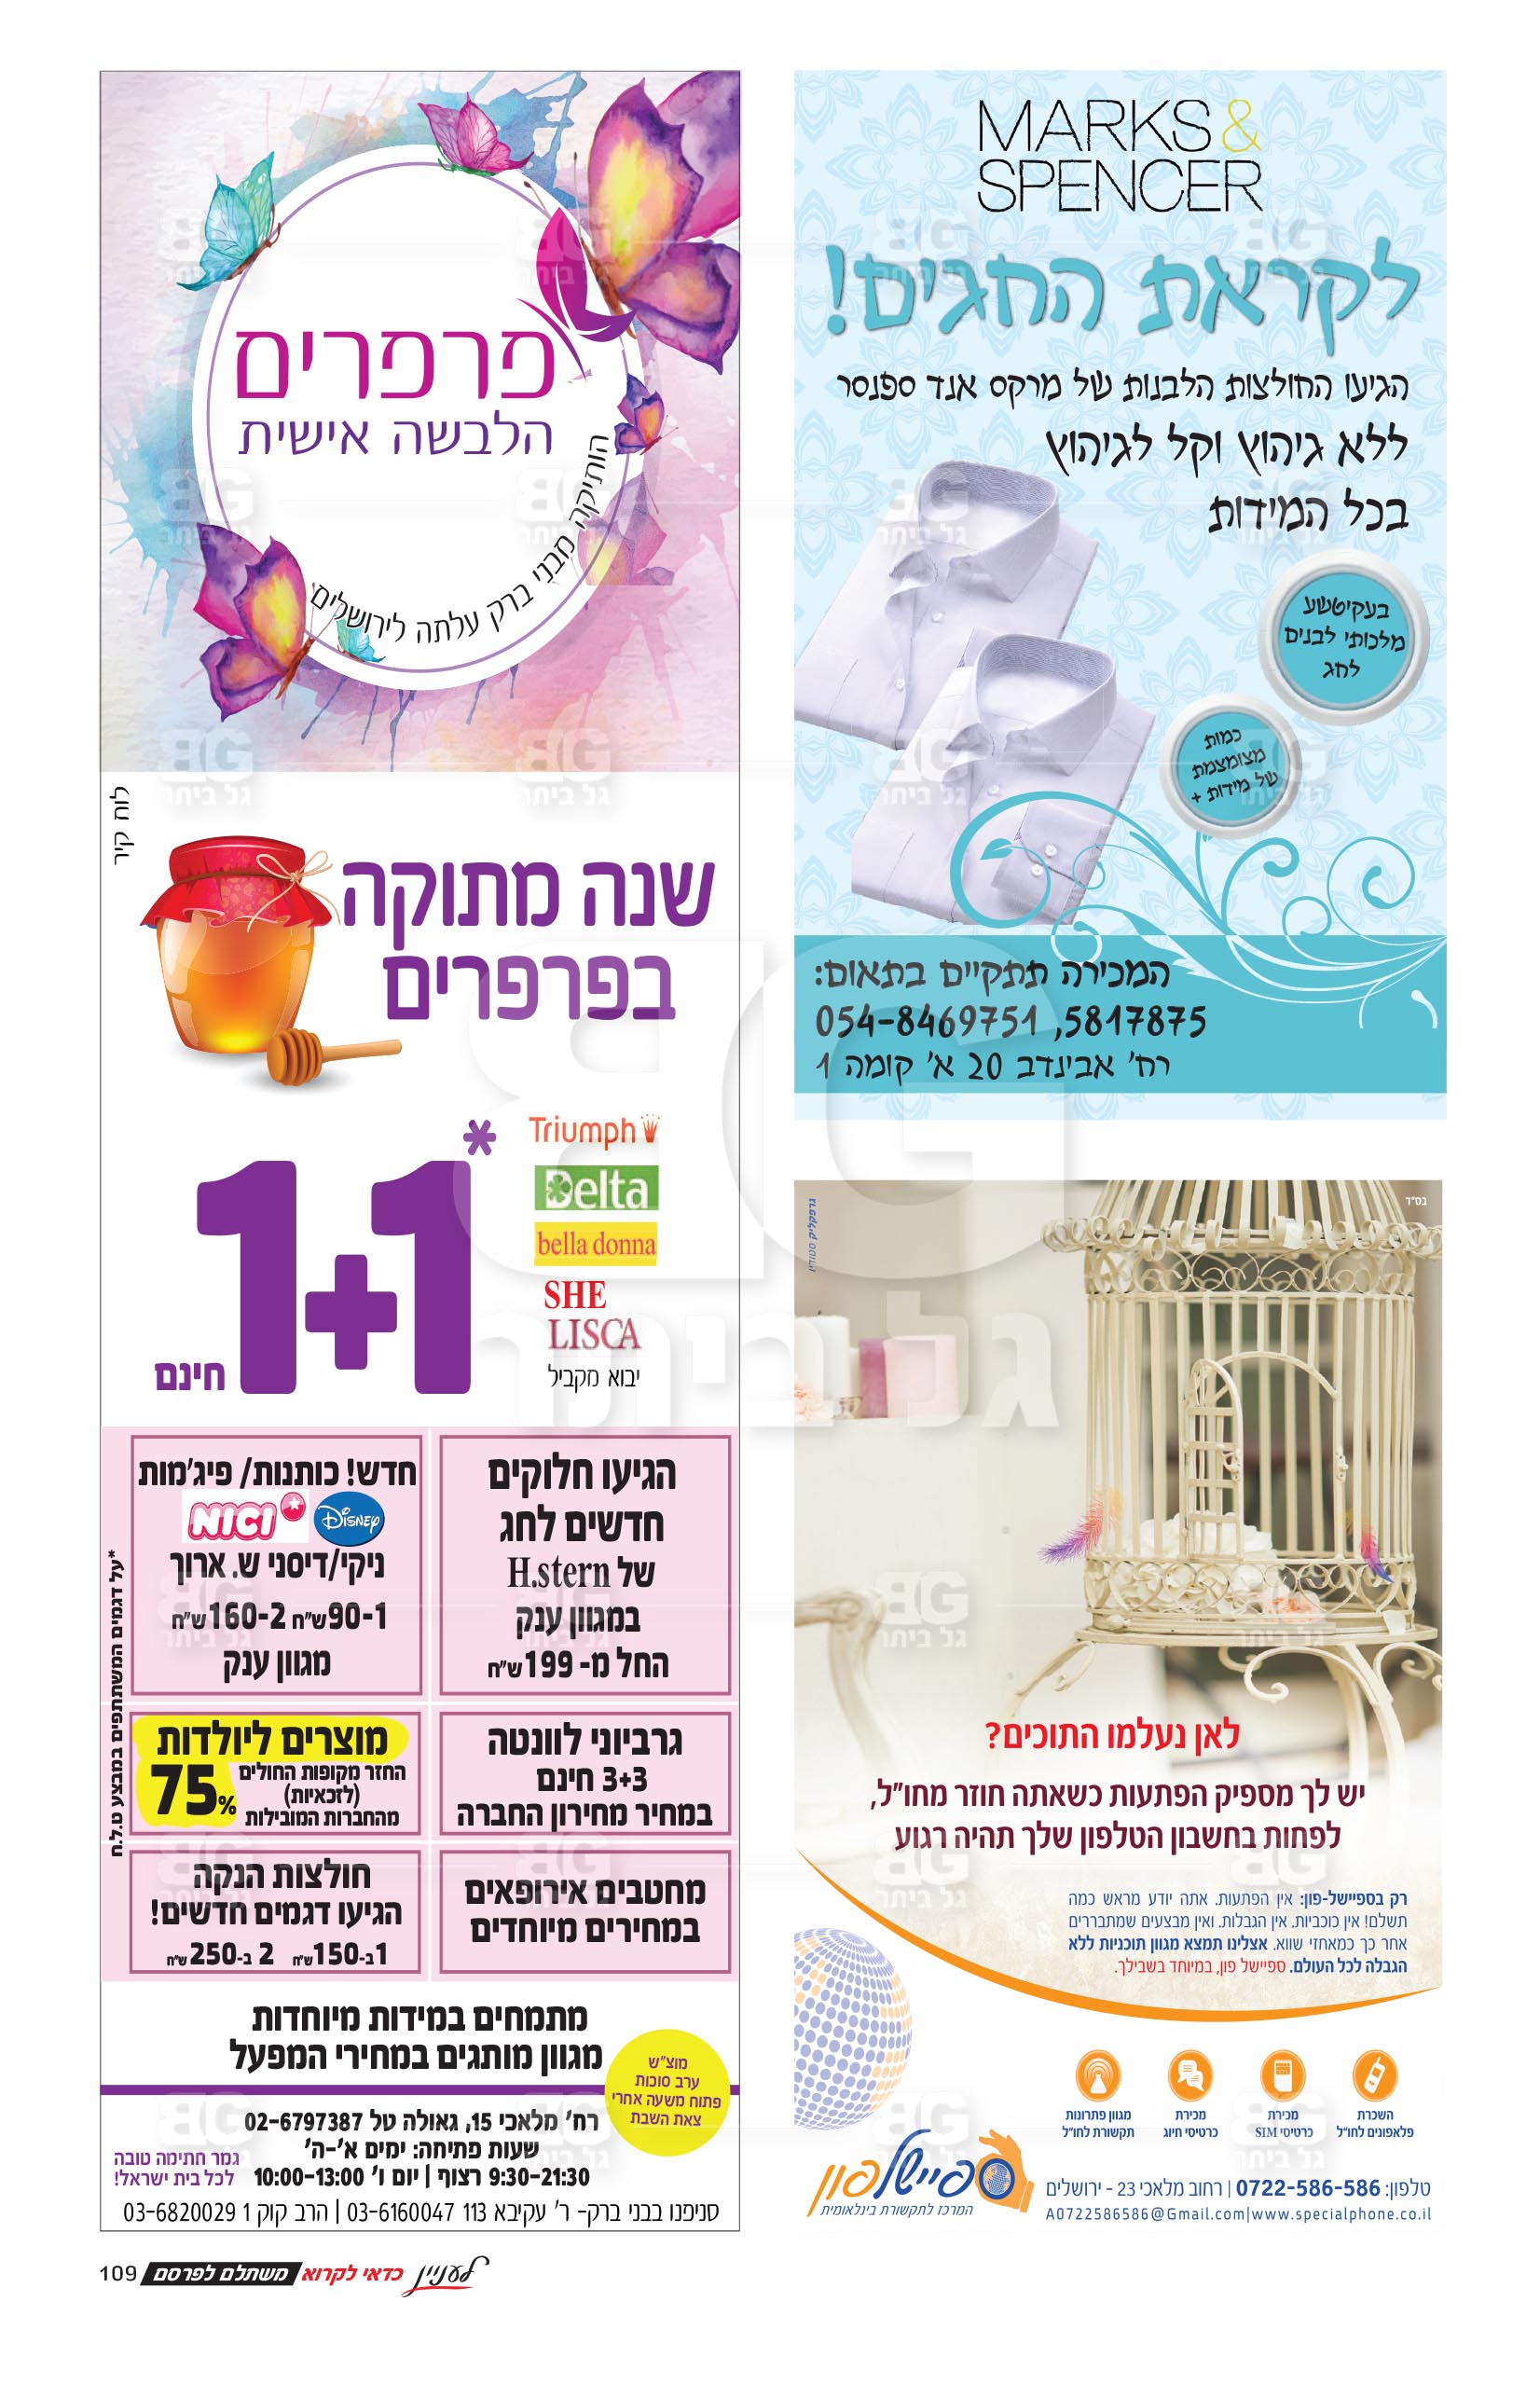 MARKS &
SPENCER
לקראת החגים!
הגיעו החולצות הלבנות של מרקס אנד ספנסר
ללא גיהוץ וקל לגיהוץ
בכל המידות
בעקיטשע
מלכותי לבנים
לחג
כמות
מצומצמת
של מידות +
המכירה תתקיים בתאום:
054-8469751 ,5817875
רח' אבינדב 20 א' קומה 1
בס"ד
גרפקליק סטודיו
לאן נעלמו התוכים?
יש לך מספיק הפתעות כשאתה חוזר מחו"ל,
לפחות בחשבון הטלפון שלך תהיה רגוע
רק בספיישל-פון: אין הפתעות. אתה יודע מראש כמה
תשלם! אין כוכביות. אין הגבלות. ואין מבצעים שמתבררים
אחר כך כמאחזי שווא. אצלינו תמצא מגוון תוכניות ללא
הגבלה לכל העולם. ספיישל פון, במיוחד בשבילך.
השכרת
פלאפונים לחו"ל
מכירת
כרטיסי SIM
מכירת
כרטיסי חיוג
מגוון פתרונות
תקשורת לחו"ל
ספיישלפון
המרכז לתקשורת בינלאומית
טלפון: 0722-586-586 | רחוב מלאכי 23 - ירושלים
A0722586586@Gmail.com|www.specialphone.co.il
פרפרים
הלבשה אישית
הותיקה מבני ברק עלתה לירושלים
לוח קיר
שנה מתוקה
בפרפרים
1+1*
חינם
Triumph
Delta
bella donna
SHE
LISCA
יבוא מקביל
הגיעו חלוקים
חדשים לחג
של H.stern
במגוון ענק
החל מ- 199 ש"ח
חדש! כותנות/ פיג'מות
NICI Disney
ניקי/דיסני ש. ארוך
1-90 ש"ח 2-160 ש"ח
מגוון ענק
גרביוני לוונטה
3+3 חינם
במחיר מחירון החברה
מוצרים ליולדות
החזר מקופות החולים
(לזכאיות)
מהחברות המובילות
75%
מחטבים אירופאים
במחירים מיוחדים
חולצות הנקה
הגיעו דגמים חדשים!
1 ב-150 ש"ח 2 ב-250 ש"ח
*על דגמים המשתתפים במבצע ט.ל.ח
מתמחים במידות מיוחדות
מגוון מותגים במחירי המפעל
מוצ"ש
ערב סוכות
פתוח משעה אחרי
צאת השבת
רח' מלאכי 15, גאולה טל 02-6797387
שעות פתיחה: ימים א'-ה'
9:30-21:30 רצוף | יום ו' 10:00-13:00
גמר חתימה טובה
לכל בית ישראל!
סניפנו בבני ברק- ר' עקיבא 113 03-6160047 | הרב קוק 1 03-6820029
לעניין כדאי לקרוא משתלם לפרסם 109
BG
גל ביתר